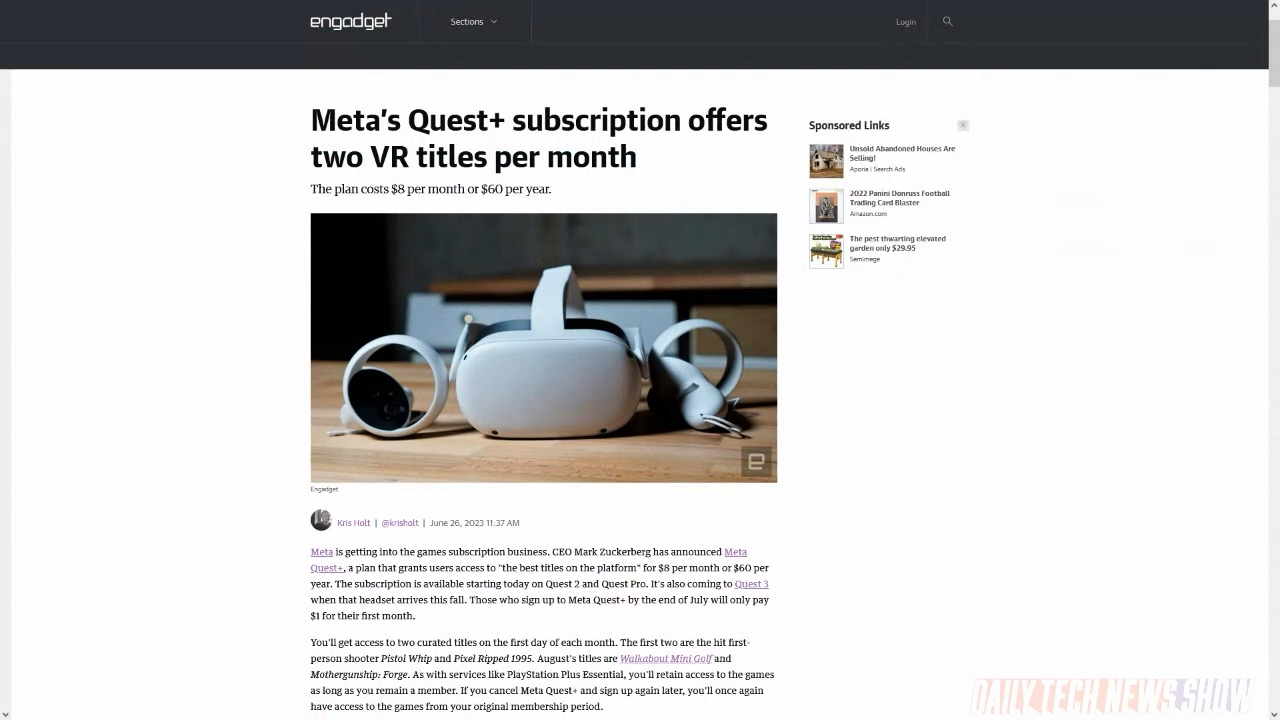 engadget
Sections
Login
Meta's Quest+ subscription offers
two VR titles per month
The plan costs $8 per month or $60 per year.
Engadget
Kris Holt | @krisholt | June 26, 2023 11:37 AM
Meta is getting into the games subscription business. CEO Mark Zuckerberg has announced Meta
Quest+, a plan that grants users access to "the best titles on the platform" for $8 per month or $60 per
year. The subscription is available starting today on Quest 2 and Quest Pro. It's also coming to Quest 3
when that headset arrives this fall. Those who sign up to Meta Quest+ by the end of July will only pay
$1 for their first month.
You'll get access to two curated titles on the first day of each month. The first two are the hit first-
person shooter Pistol Whip and Pixel Ripped 1995. August's titles are Walkabout Mini Golf and
Mothergunship: Forge. As with services like PlayStation Plus Essential, you'll retain access to the games
as long as you remain a member. If you cancel Meta Quest+ and sign up again later, you'll once again
have access to the games from your original membership period.
Sponsored Links
Unsold Abandoned Houses Are
Selling!
Aporia | Search Ads
2022 Panini Donruss Football
Trading Card Blaster
Amazon.com
The pest thwarting elevated
garden only $29.95
Semimege
DAILY TECH NEWS SHOW